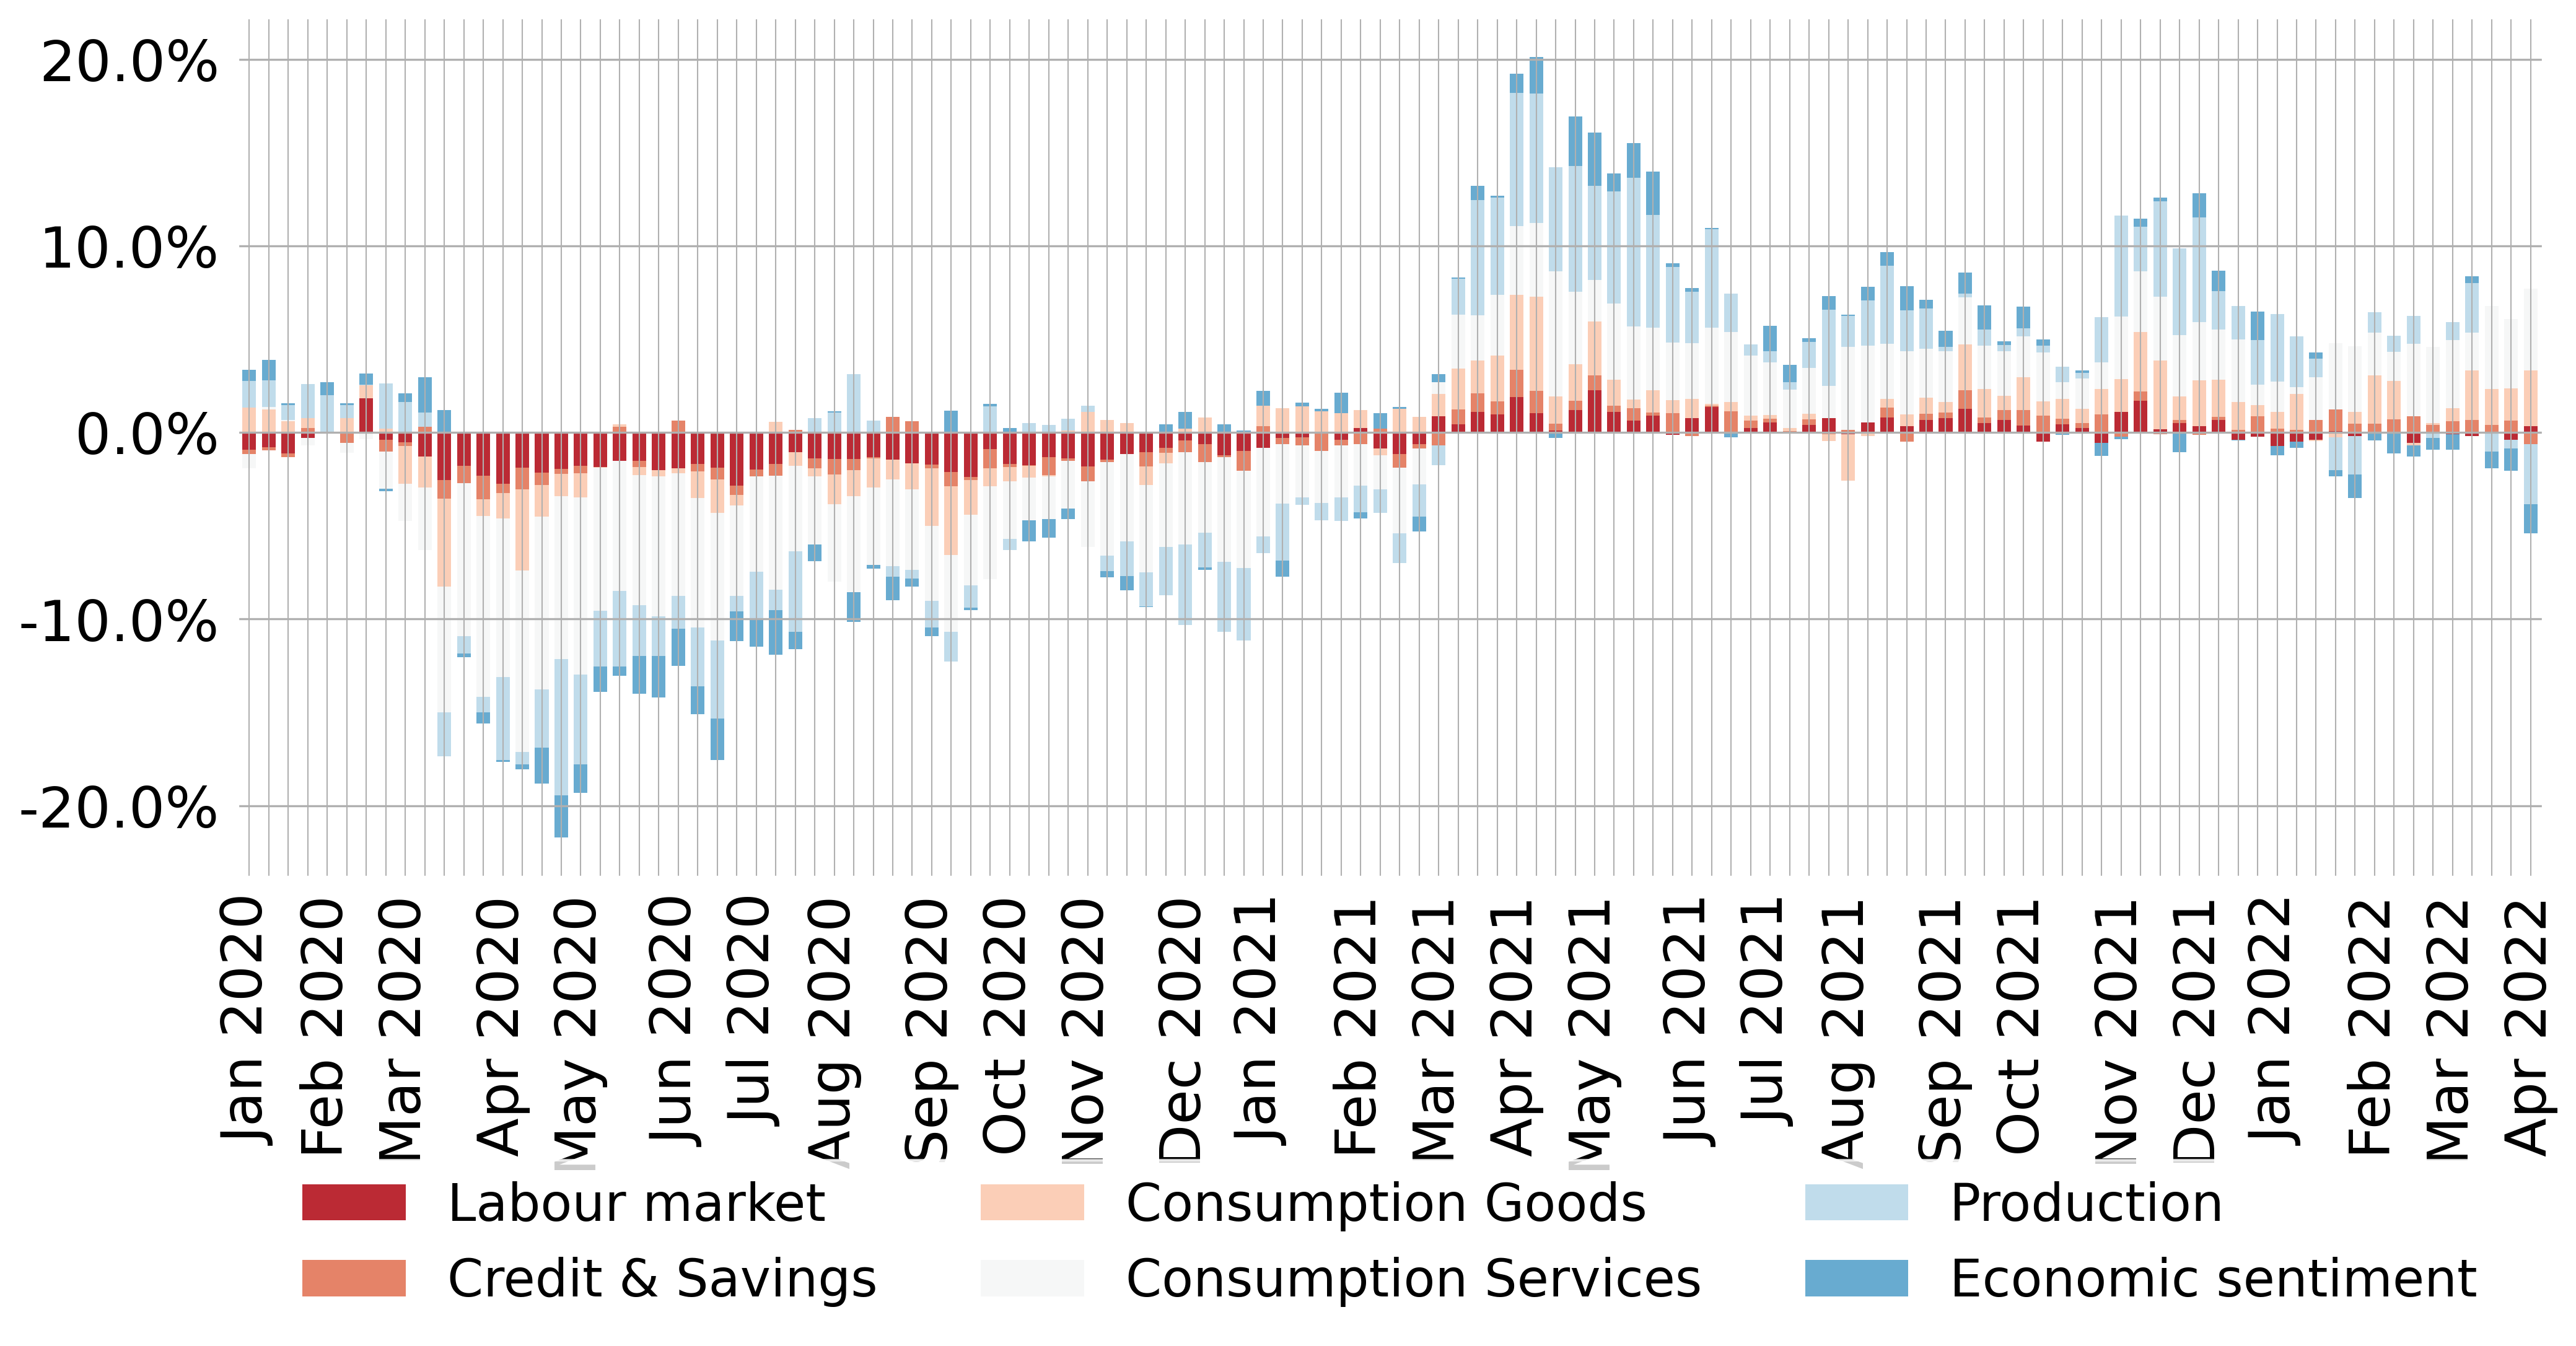 20.0%
10.0%
0.0%
-10.0%
-20.0%
Jan 2020
Feb 2020
Mar 2020
Apr 2020
May 2020
Jun 2020
Jul 2020
Aug 2020
Sep 2020
Oct 2020
Nov 2020
Dec 2020
Jan 2021
Feb 2021
Mar 2021
Apr 2021
May 2021
Jun 2021
Jul 2021
Aug 2021
Sep 2021
Oct 2021
Nov 2021
Dec 2021
Jan 2022
Feb 2022
Mar 2022
Apr 2022
Labour market
Credit & Savings
Consumption Goods
Consumption Services
Production
Economic sentiment